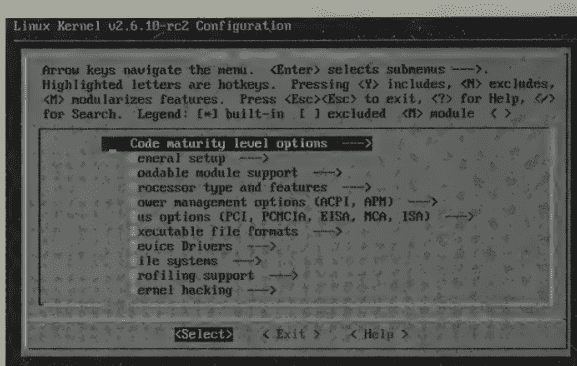 Linux Kernel v2.6.18-rc2 Configuration
Arrow keys navigate the menu. <Enter> selects submenus --->.
Highlighted letters are hotkeys. Pressing <Y> includes, <N> excludes,
<M> modularizes features. Press <Esc><Esc> to exit, <?> for Help, </>
for Search. Legend: [*] built-in [ ] excluded <M> module < >
Code maturity level options --->
eneral setup --->
oadable module support --->
rocessor type and features --->
ower management options (ACPI, APM) --->
us options (PCI, PCMCIA, EISA, MCA, ISA) --->
xecutable file formats --->
evice Drivers --->
ile systems --->
rofiling support --->
ernel hacking --->
<Select> < Exit > < Help >